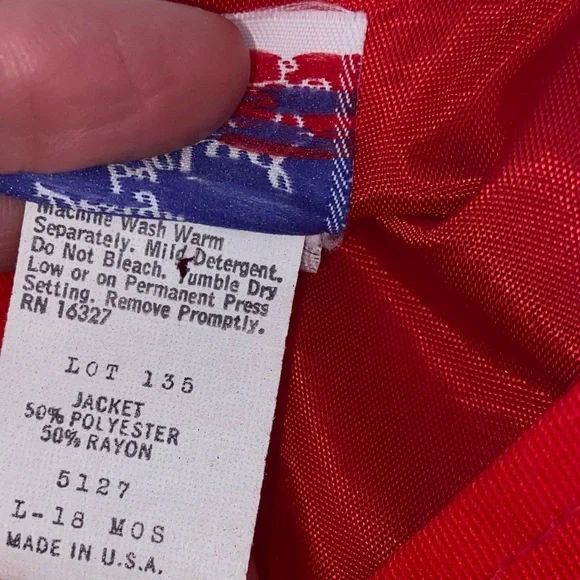 Machine Wash Warm
Separately. Mild Detergent.
Do Not Bleach. Tumble Dry
Low or on Permanent Press
Setting. Remove Promptly.
RN 16327
LOT 135
JACKET
50% POLYESTER
50% RAYON
5127
L-18 MOS
MADE IN U.S.A.